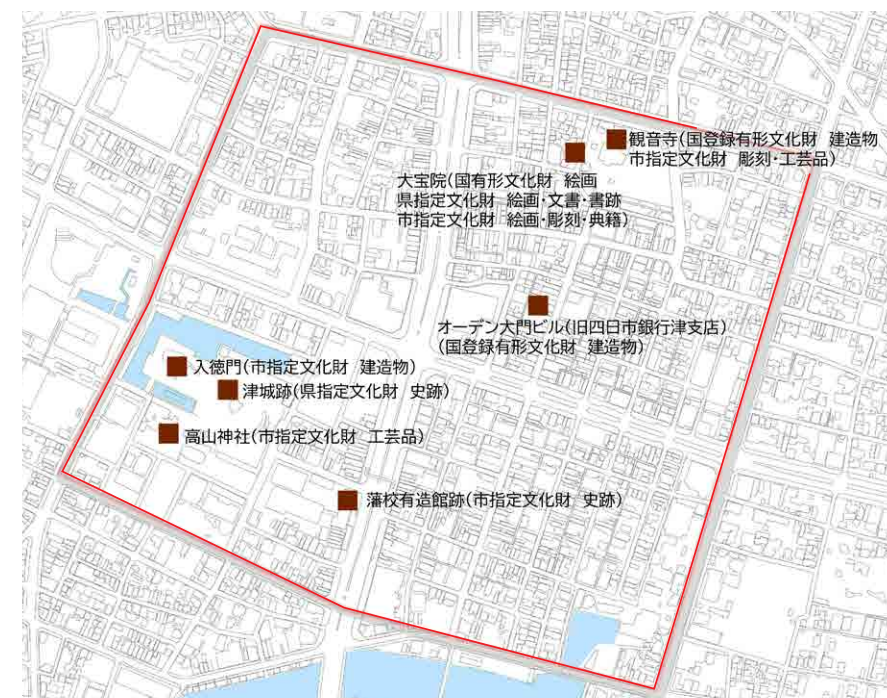 観音寺(国登録有形文化財　建造物
市指定文化財　彫刻・工芸品)
大宝院(国有形文化財　絵画
県指定文化財　絵画・文書・書跡
市指定文化財　絵画・彫刻・典籍)
オーデン大門ビル(旧四日市銀行津支店)
(国登録有形文化財　建造物)
入徳門(市指定文化財　建造物)
津城跡(県指定文化財　史跡)
高山神社(市指定文化財　工芸品)
藩校有造館跡(市指定文化財　史跡)